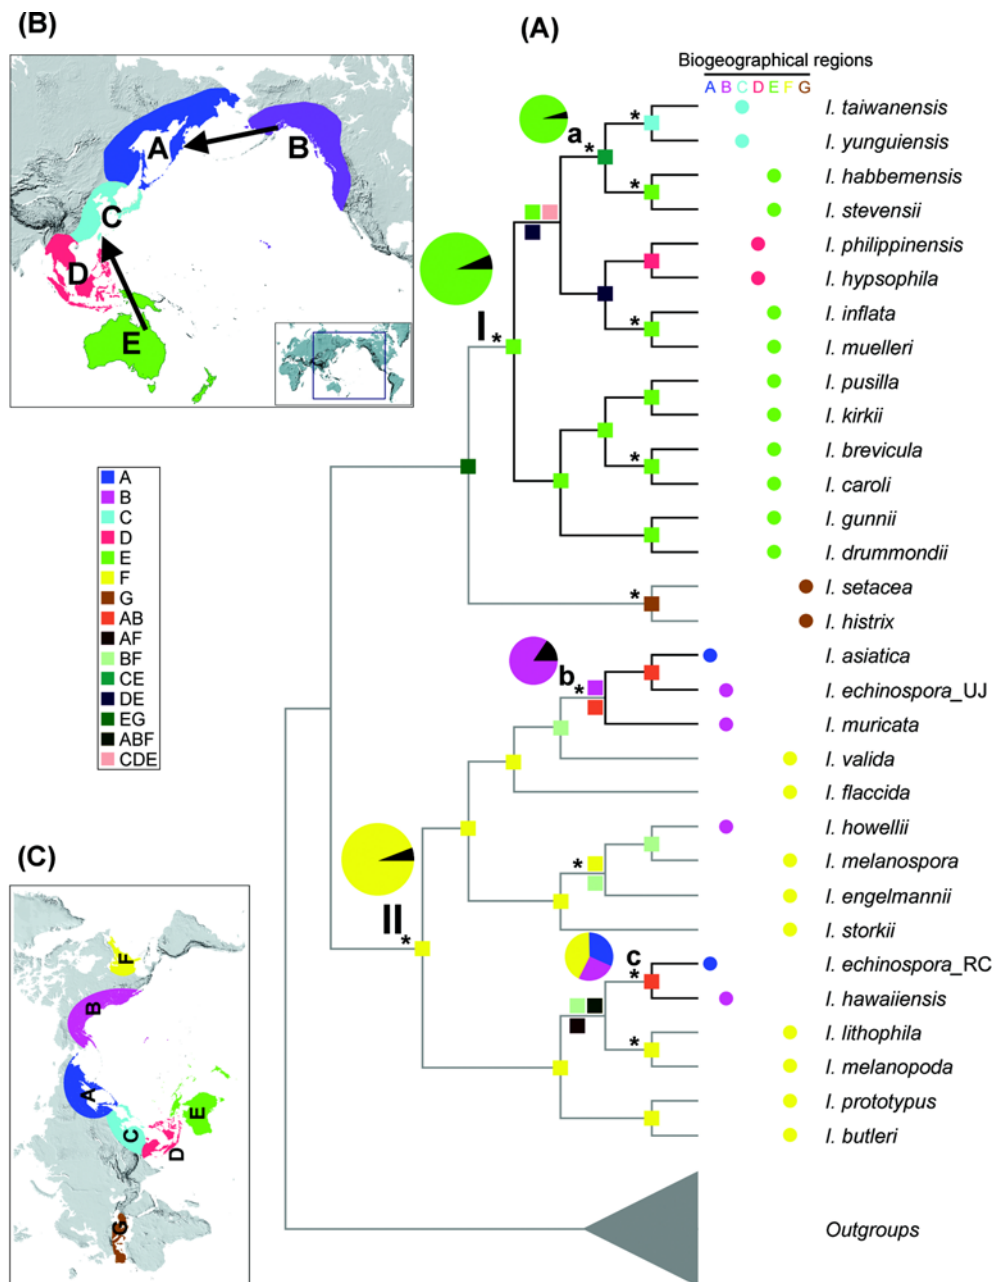 (B)
(A)
Biogeographical regions
A B C D E F G
A
B
C
D
E
a
I
*
*
*
*
*
*
*
*
I. taiwanensis
I. yunguiensis
I. habbemensis
I. stevensii
I. philippinensis
I. hypsophila
I. inflata
I. muelleri
I. pusilla
I. kirkii
I. brevicula
I. caroli
I. gunnii
I. drummondii
I. setacea
I. histrix
A
B
C
D
E
F
G
AB
AF
BF
CE
DE
EG
ABF
CDE
b
*
I. asiatica
I. echinospora_UJ
I. muricata
I. valida
I. flaccida
I. howellii
I. melanospora
I. engelmannii
I. storkii
I. echinospora_RC
I. hawaiiensis
I. lithophila
I. melanopoda
I. prototypus
I. butleri
II
*
*
c
*
*
(C)
F
B
A
E
C
D
G
Outgroups